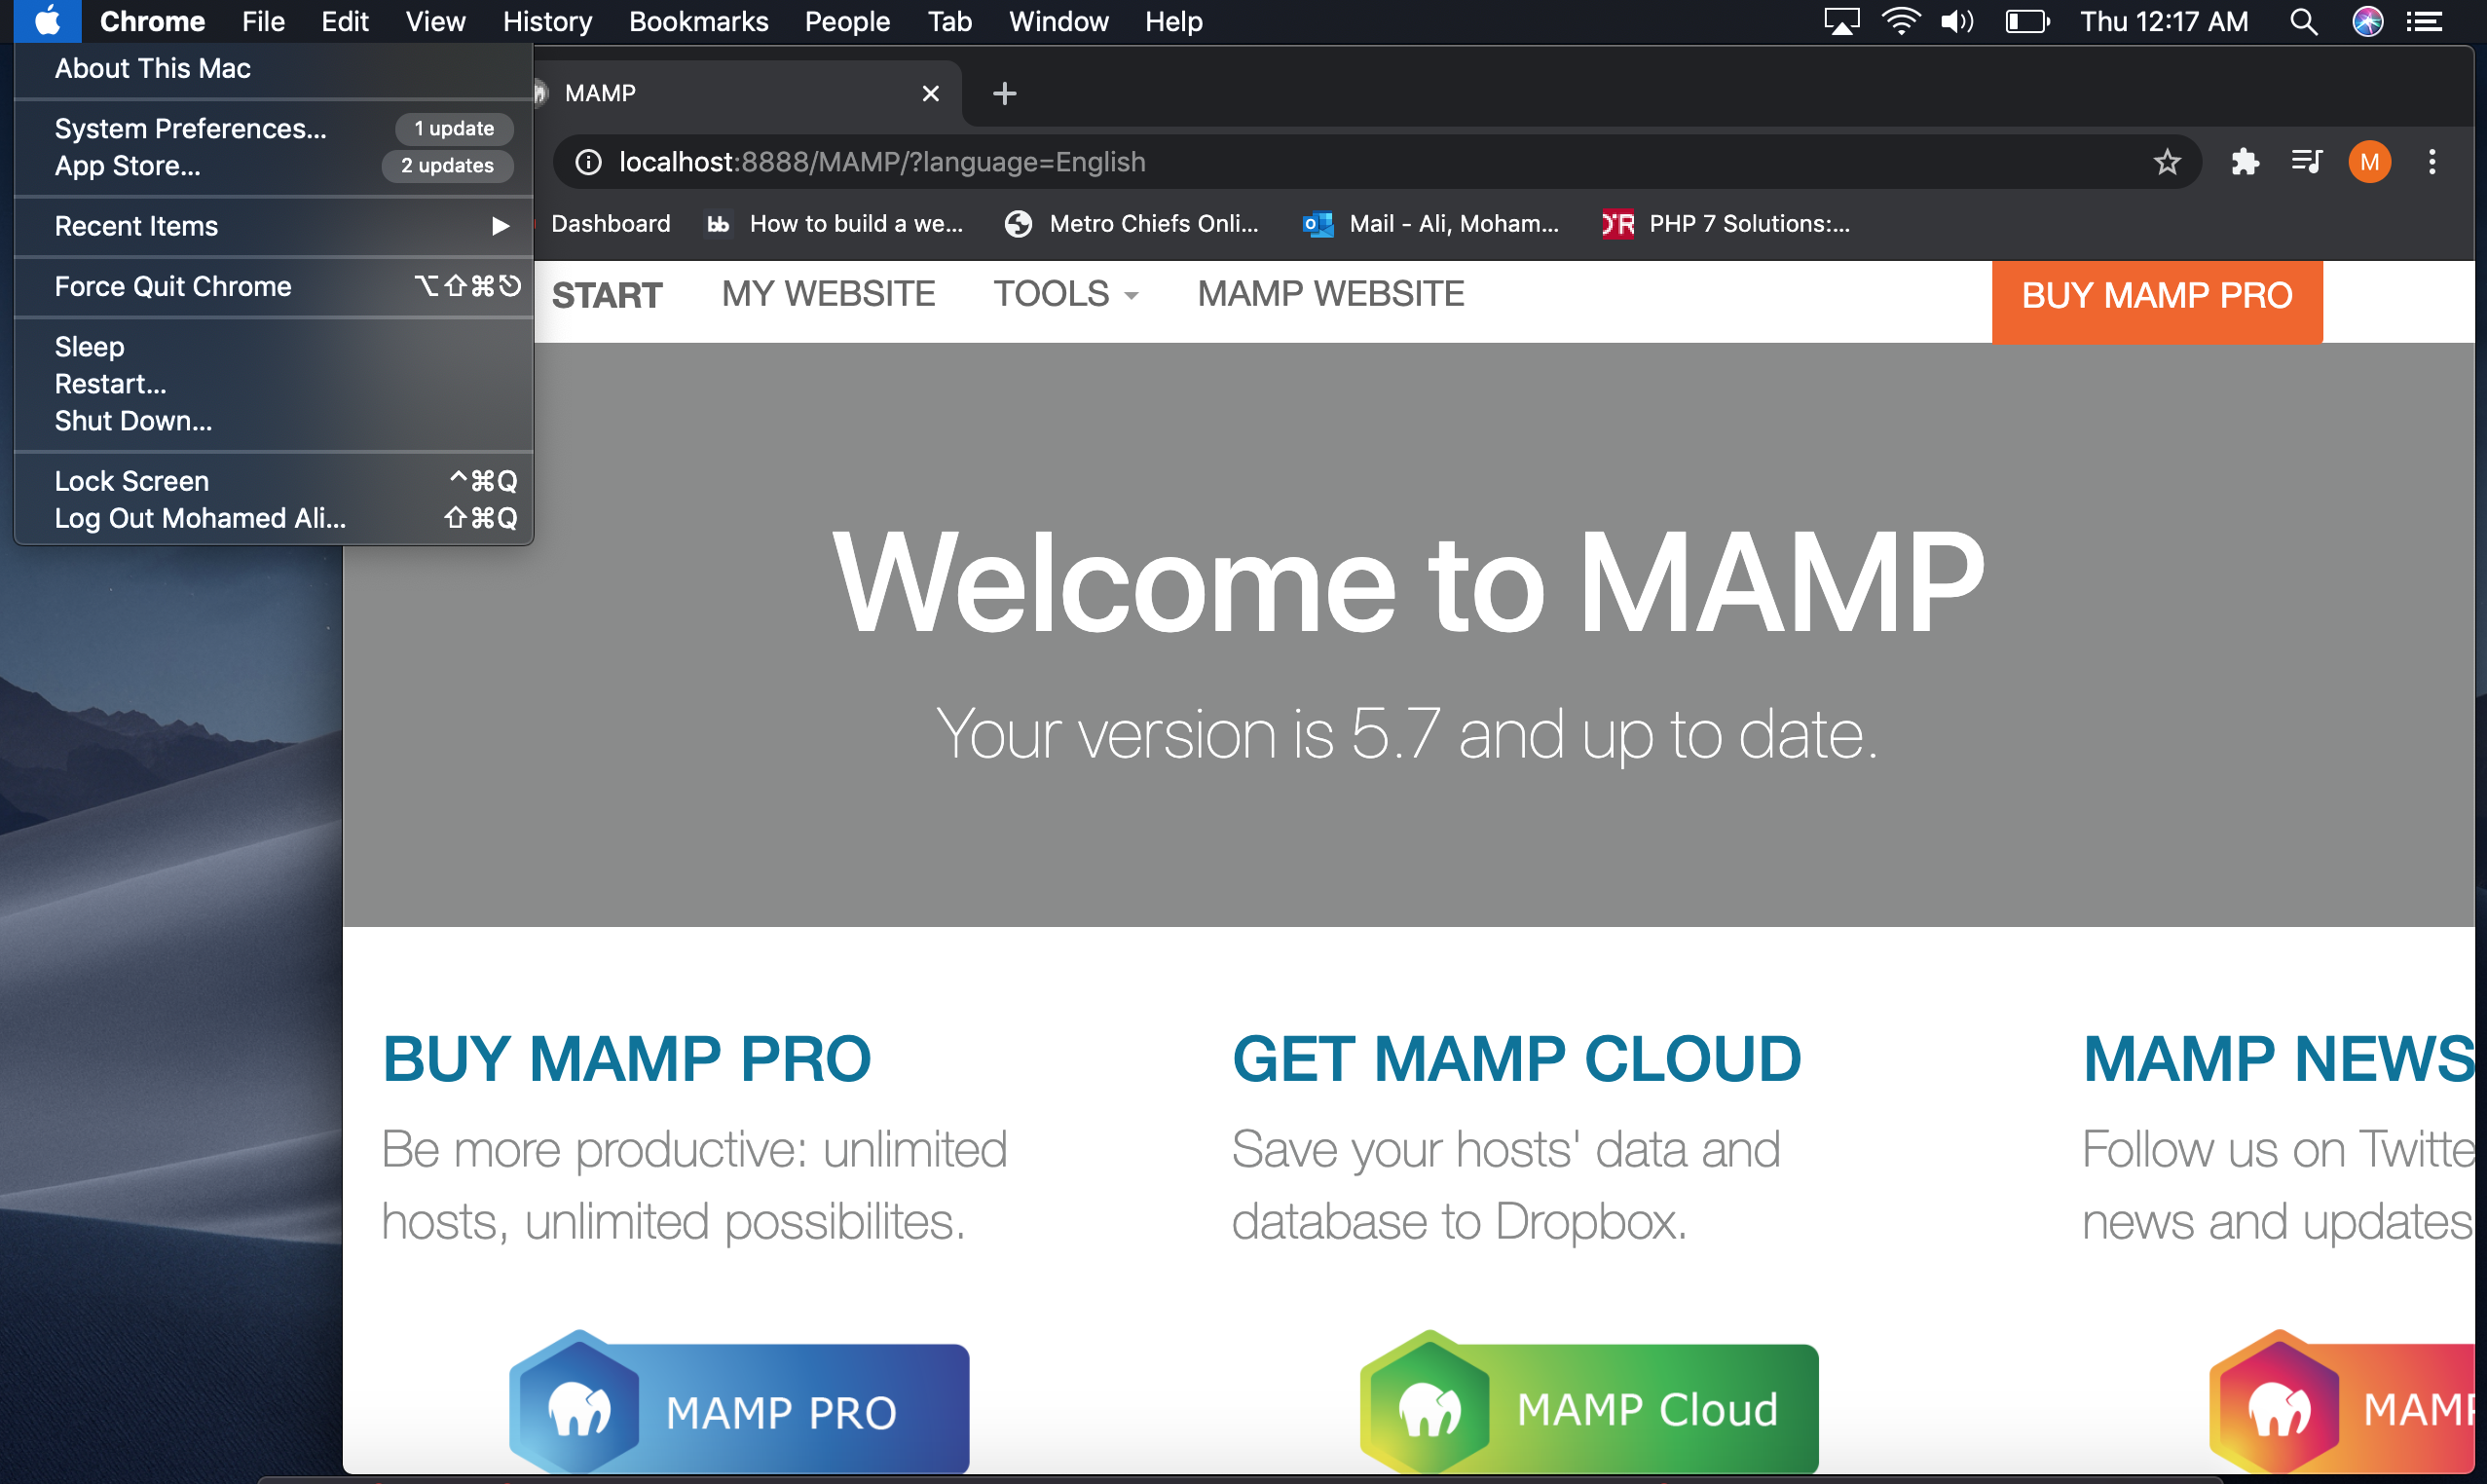 Chrome File Edit View History Bookmarks People Tab Window Help Thu 12:17 AM
About This Mac
System Preferences... 1 update
App Store... 2 updates
Recent Items
Force Quit Chrome ⌥⇧⌘⎋
Sleep
Restart...
Shut Down...
Lock Screen ^⌘Q
Log Out Mohamed Ali... ⇧⌘Q
MAMP
localhost:8888/MAMP/?language=English
M
Dashboard bb How to build a we... Metro Chiefs Onli... Mail - Ali, Moham... PHP 7 Solutions:...
START MY WEBSITE TOOLS MAMP WEBSITE BUY MAMP PRO
Welcome to MAMP
Your version is 5.7 and up to date.
BUY MAMP PRO
Be more productive: unlimited
hosts, unlimited possibilites.
MAMP PRO
GET MAMP CLOUD
Save your hosts' data and
database to Dropbox.
MAMP Cloud
MAMP NEWS
Follow us on Twitte
news and updates
MAMP